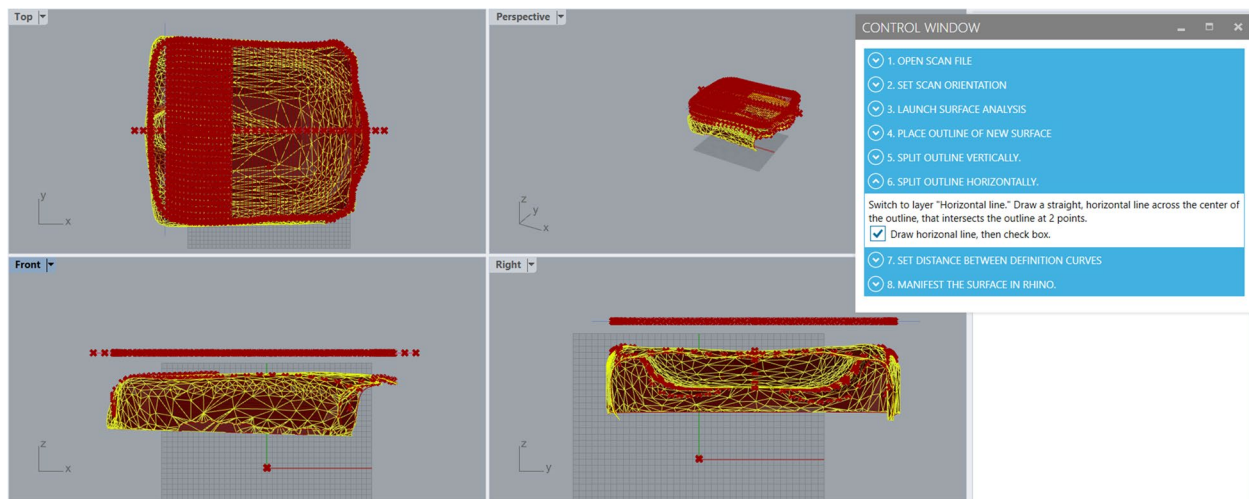 Top
Perspective
CONTROL WINDOW
1. OPEN SCAN FILE
2. SET SCAN ORIENTATION
3. LAUNCH SURFACE ANALYSIS
4. PLACE OUTLINE OF NEW SURFACE
5. SPLIT OUTLINE VERTICALLY.
6. SPLIT OUTLINE HORIZONTALLY.
Switch to layer "Horizontal line." Draw a straight, horizontal line across the center of
the outline, that intersects the outline at 2 points.
Draw horizonal line, then check box.
7. SET DISTANCE BETWEEN DEFINITION CURVES
8. MANIFEST THE SURFACE IN RHINO.
y
x
z
y
x
Front
Right
z
x
z
y